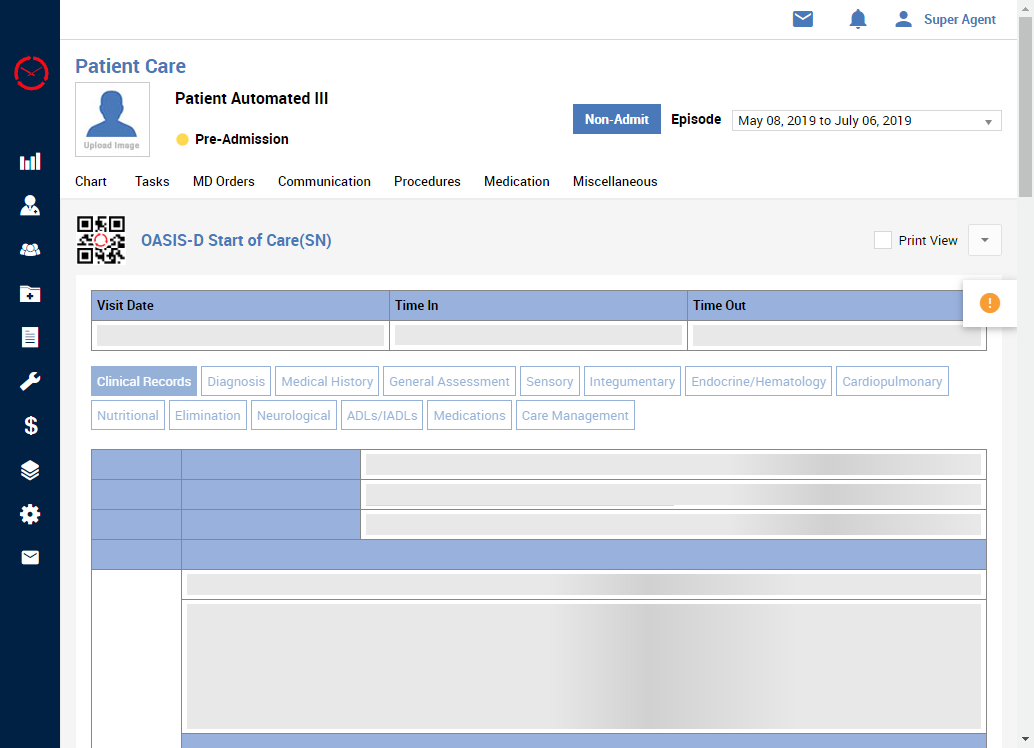 Super Agent
Patient Care
Patient Automated III
Upload Image
Pre-Admission
Non-Admit
Episode
May 08, 2019 to July 06, 2019
Chart Tasks MD Orders Communication Procedures Medication Miscellaneous
OASIS-D Start of Care(SN)
Print View
!
Visit Date Time In Time Out
Clinical Records Diagnosis Medical History General Assessment Sensory Integumentary Endocrine/Hematology Cardiopulmonary
Nutritional Elimination Neurological ADLs/IADLs Medications Care Management
$